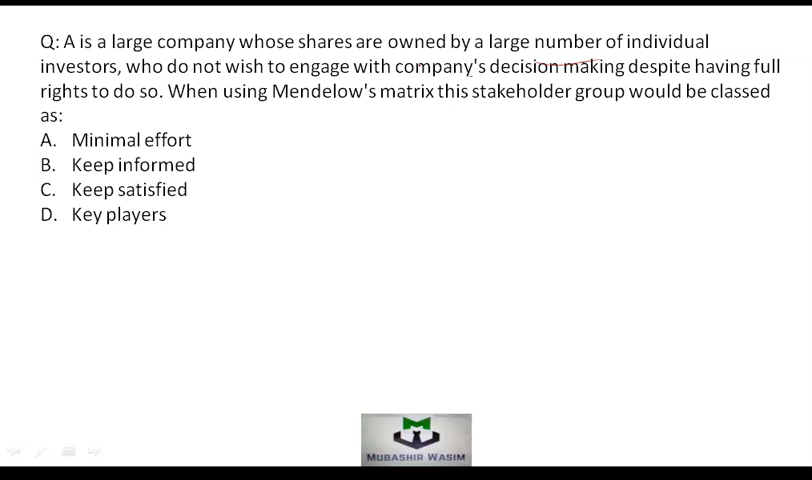 Q: A is a large company whose shares are owned by a large number of individual
investors, who do not wish to engage with company's decision making despite having full
rights to do so. When using Mendelow's matrix this stakeholder group would be classed
as:
A. Minimal effort
B. Keep informed
C. Keep satisfied
D. Key players
MUBASHIR WASIM